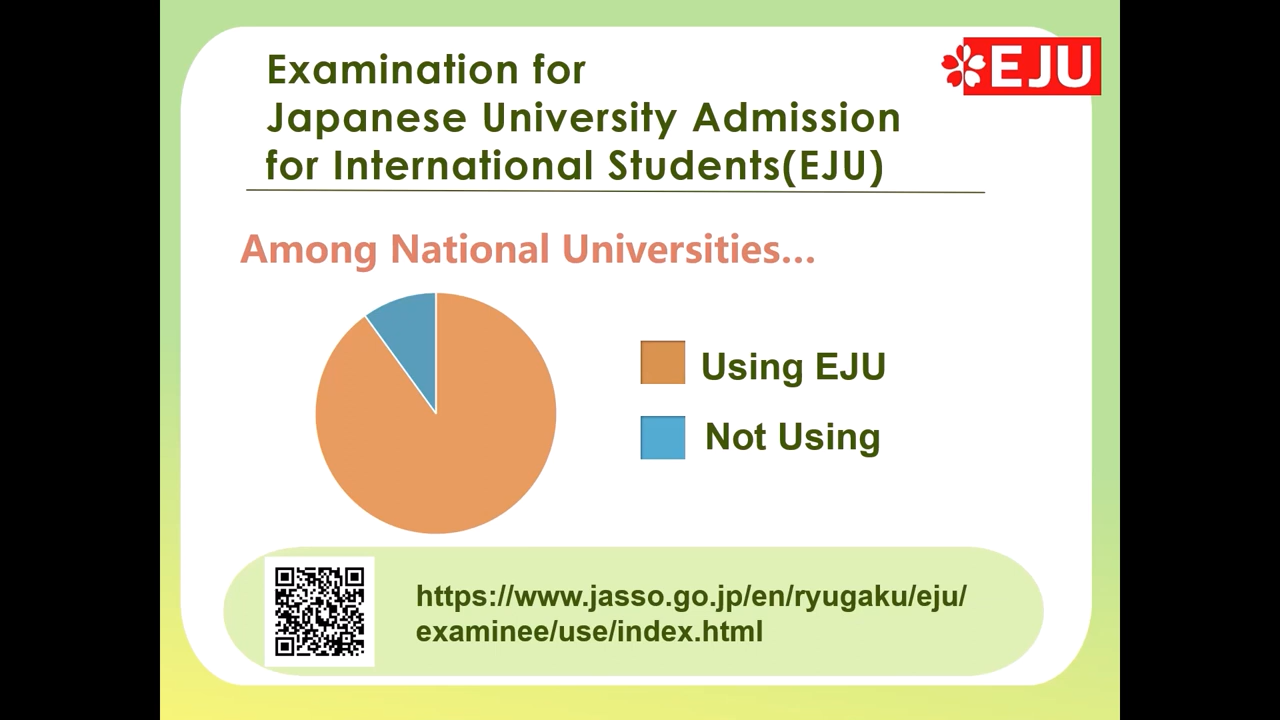 Examination for
Japanese University Admission
for International Students(EJU)
EJU
Among National Universities...
Using EJU
Not Using
https://www.jasso.go.jp/en/ryugaku/eju/
examinee/use/index.html